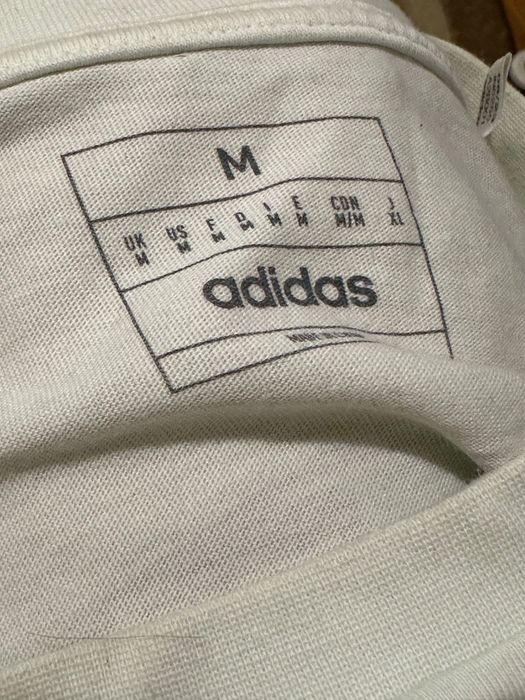 M
UK US F D I E CDN J
M M M M M M M/M XL
adidas